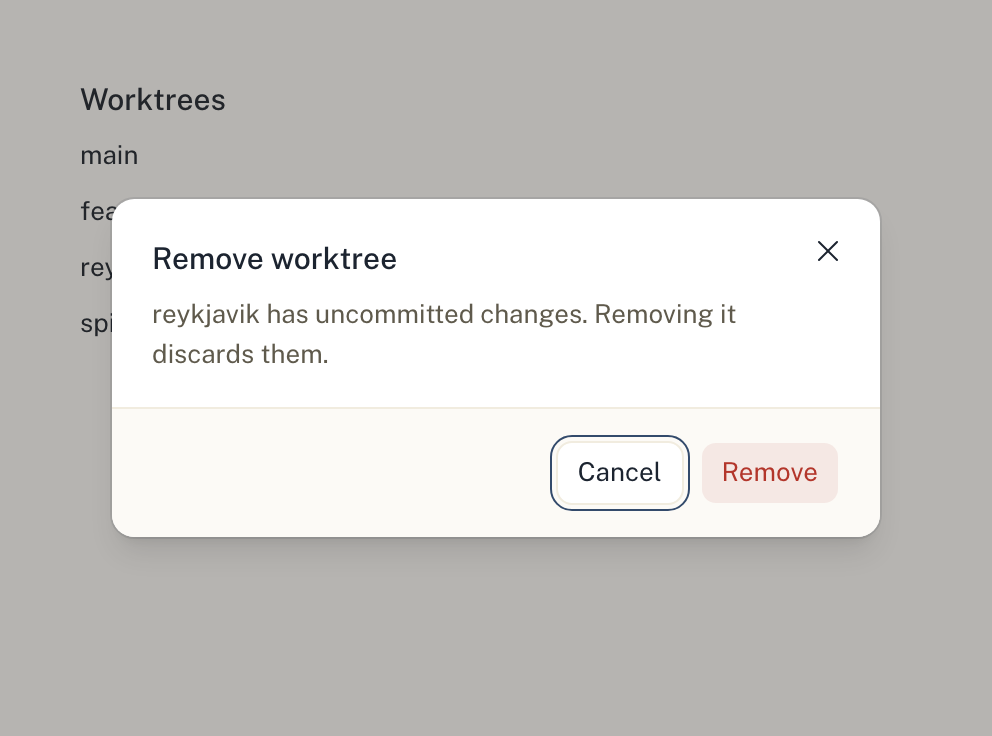 Worktrees
main
Remove worktree
reykjavik has uncommitted changes. Removing it
discards them.
Cancel
Remove